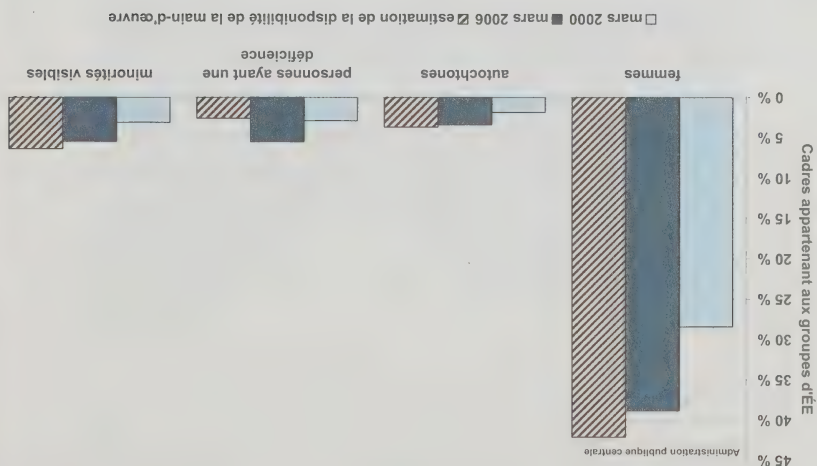 Cadres appartenant aux groupes d'ÉE
45 %
Administration publique centrale
40 %
35 %
30 %
25 %
20 %
15 %
10 %
5 %
0 %
femmes
autochtones
personnes ayant une
déficience
minorités visibles
mars 2000 mars 2006 estimation de la disponibilité de la main-d'œuvre